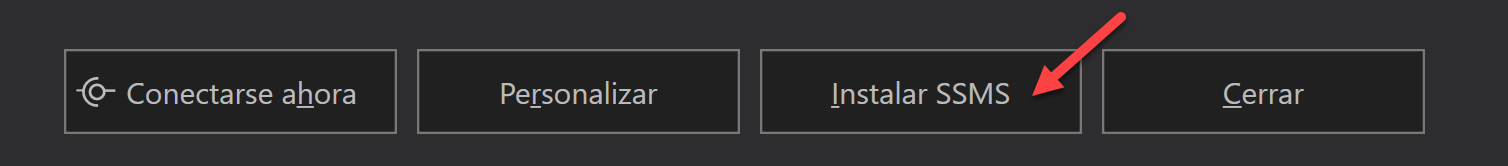 Conectarse ahora
Personalizar
Instalar SSMS
Cerrar